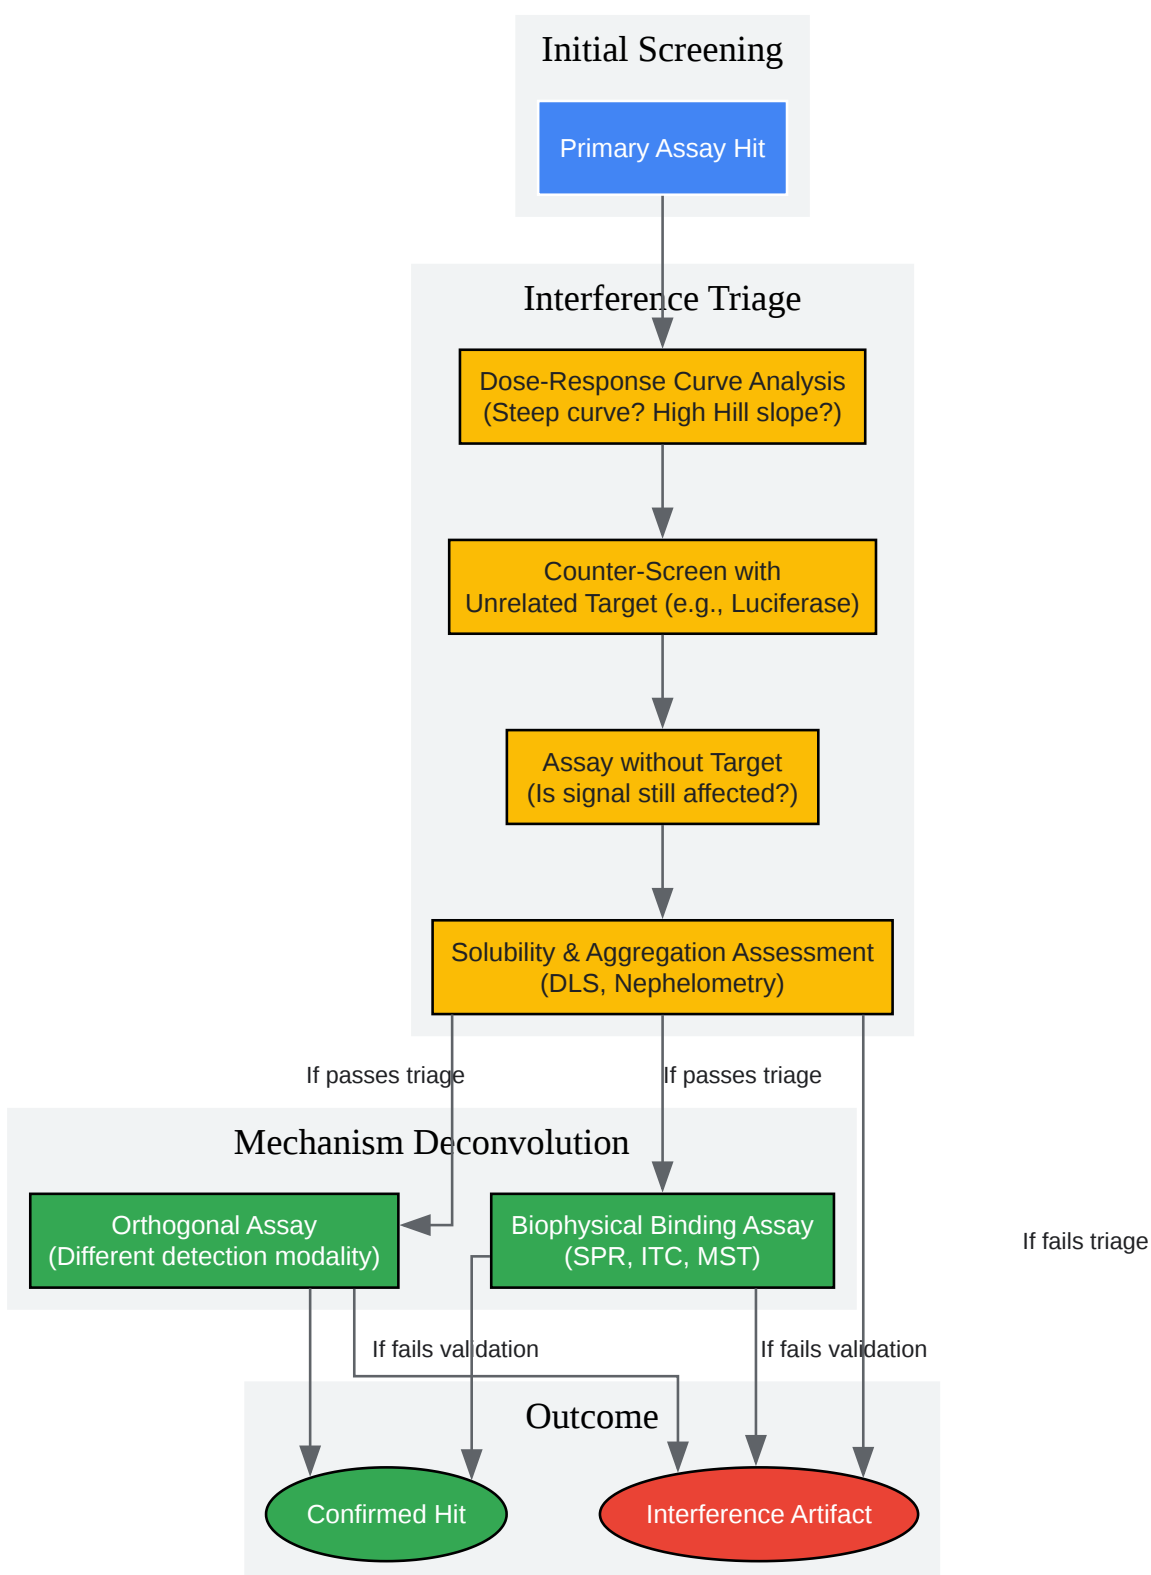 Initial Screening
Primary Assay Hit
Interference Triage
Dose-Response Curve Analysis
(Steep curve? High Hill slope?)
Counter-Screen with
Unrelated Target (e.g., Luciferase)
Assay without Target
(Is signal still affected?)
Solubility & Aggregation Assessment
(DLS, Nephelometry)
If passes triage
If passes triage
Mechanism Deconvolution
Orthogonal Assay
(Different detection modality)
Biophysical Binding Assay
(SPR, ITC, MST)
If fails triage
If fails validation
If fails validation
Outcome
Confirmed Hit
Interference Artifact